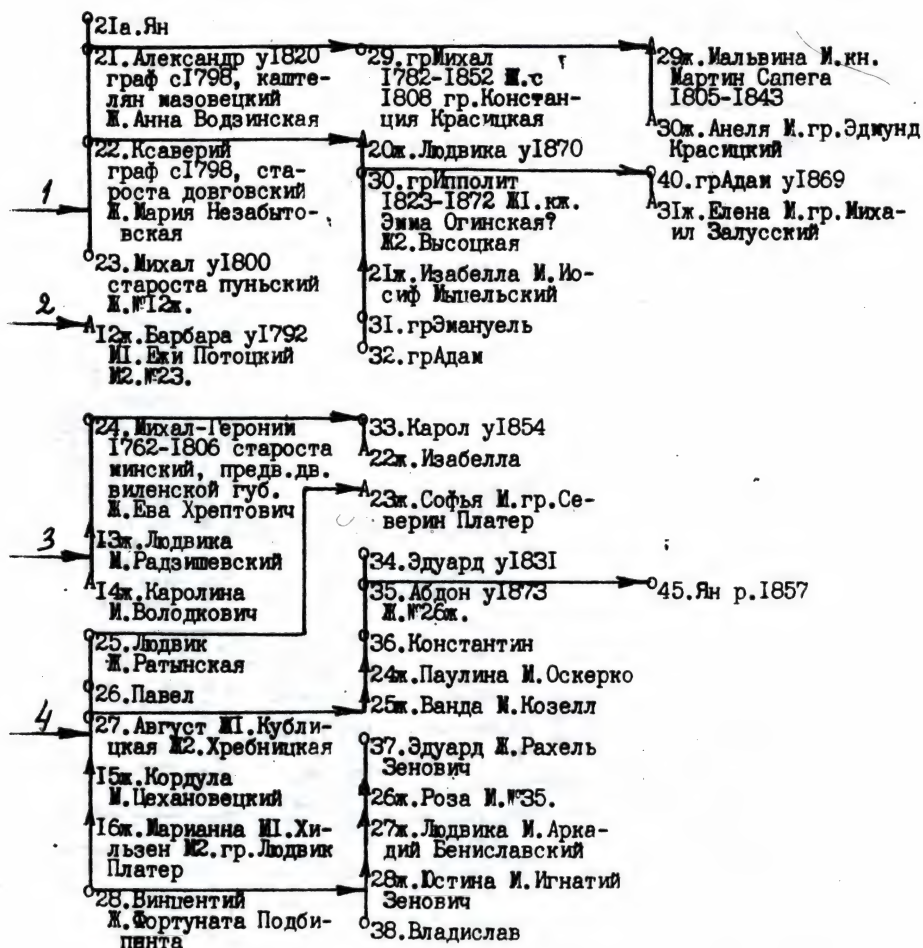 21а.Ян
21.Александр у1820
граф с1798, каште-
лян мазовецкий
Ж.Анна Водзинская
22.Ксаверий
граф с1798, ста-
роста довговский
Ж.Мария Незабытов-
вская
1
23.Михал у1800
староста пуньский
Ж.№12ж.
2
12ж.Барбара у1792
М1.Ежи Потоцкий
М2.№23.
29.грМихал
1782-1852 Ж.с
1808 гр.Констан-
ция Красицкая
20ж.Людвика у1870
30.грИпполит
1823-1872 Ж1.кж.
Эмма Огинская?
Ж2.Высоцкая
21ж.Изабелла М.Ио-
сиф Мыцельский
31.грЭмануель
32.грАдам
29ж.Мальвина М.кн.
Мартин Сапега
1805-1843
30ж.Анеля М.гр.Эдмунд
Красицкий
40.грАдам у1869
31ж.Елена М.гр.Миха-
ил Залусский
24.Михал-Героним
1762-1806 староста
минский, предв.дв.
виленской губ.
Ж.Ева Хрептович
3
13ж.Людвика
М.Радзишевский
14ж.Каролина
М.Володкович
33.Карол у1854
22ж.Изабелла
23ж.Софья М.гр.Се-
верин Платер
25.Людвик
Ж.Ратынская
26.Павел
4
27.Август Ж1.Кубли-
цкая Ж2.Хребницкая
15ж.Кордула
М.Цехановецкий
16ж.Марианна М1.Хи-
льзен М2.гр.Людвик
Платер
28.Винцентий
Ж.Фортуната Подби-
пента
34.Эдуард у1831
35.Абдон у1873
Ж.№26ж.
36.Константин
24ж.Паулина М.Оскерко
25ж.Ванда М.Козелл
45.Ян р.1857
37.Эдуард Ж.Рахель
Зенович
26ж.Роза М.№35.
27ж.Людвика М.Арка-
дий Бениславский
28ж.Юстина М.Игнатий
Зенович
38.Владислав